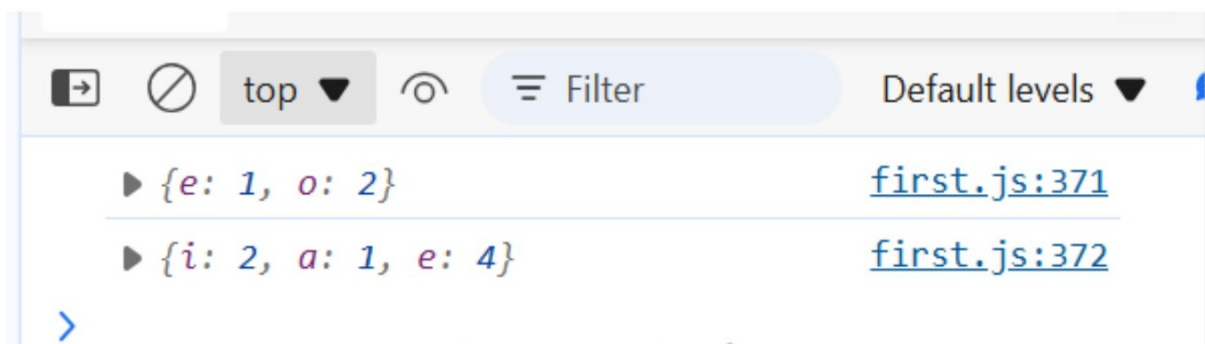 top ▼ Filter Default levels ▼
▶ {e: 1, o: 2} first.js:371
▶ {i: 2, a: 1, e: 4} first.js:372
>